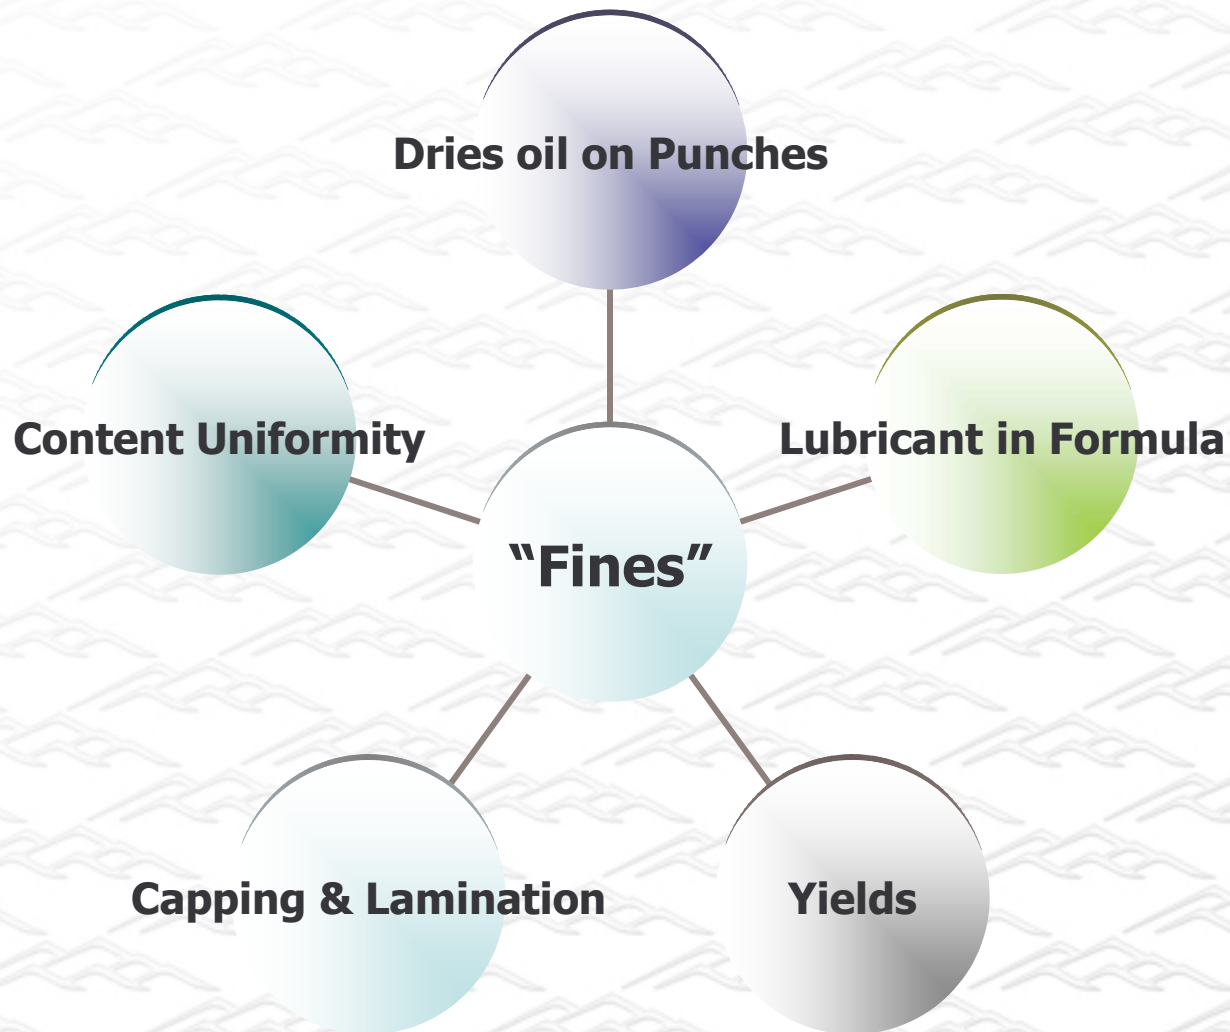 Dries oil on Punches
Content Uniformity
Lubricant in Formula
“Fines”
Capping & Lamination
Yields